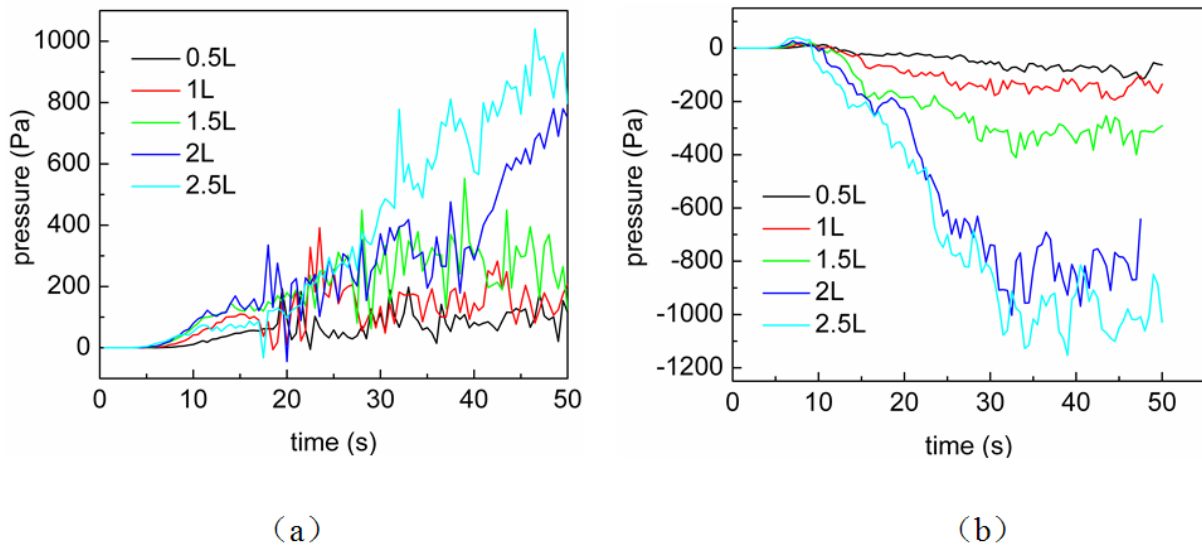 1000
800
600
400
200
0
pressure (Pa)
0.5L
1L
1.5L
2L
2.5L
0 10 20 30 40 50
time (s)
(a)
0
-200
-400
-600
-800
-1000
-1200
pressure (Pa)
0.5L
1L
1.5L
2L
2.5L
0 10 20 30 40 50
time (s)
(b)